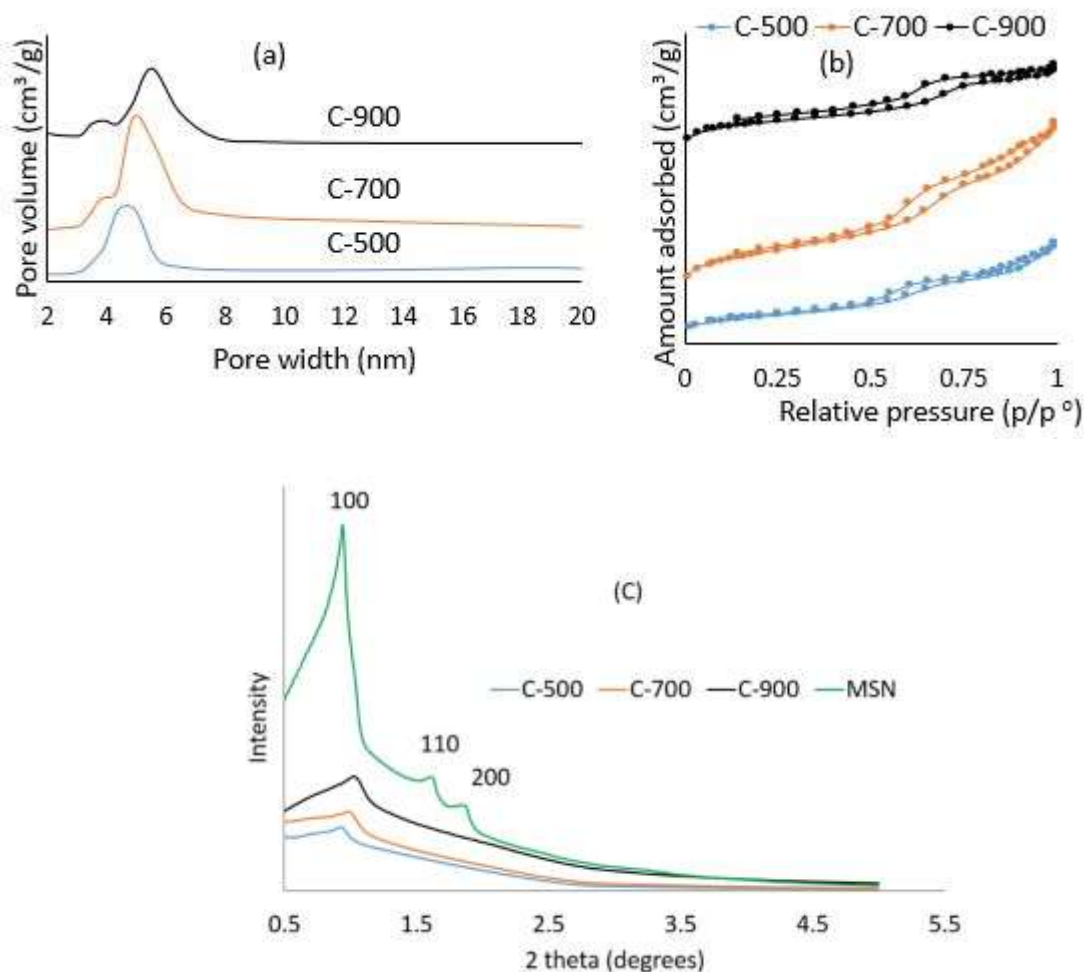 (a)
Pore volume (cm³/g)
C-900
C-700
C-500
2 4 6 8 10 12 14 16 18 20
Pore width (nm)
C-500 C-700 C-900
(b)
Amount adsorbed (cm³/g)
0 0.25 0.5 0.75 1
Relative pressure (p/p º)
100
(C)
C-500 C-700 C-900 MSN
110
200
Intensity
0.5 1.5 2.5 3.5 4.5 5.5
2 theta (degrees)